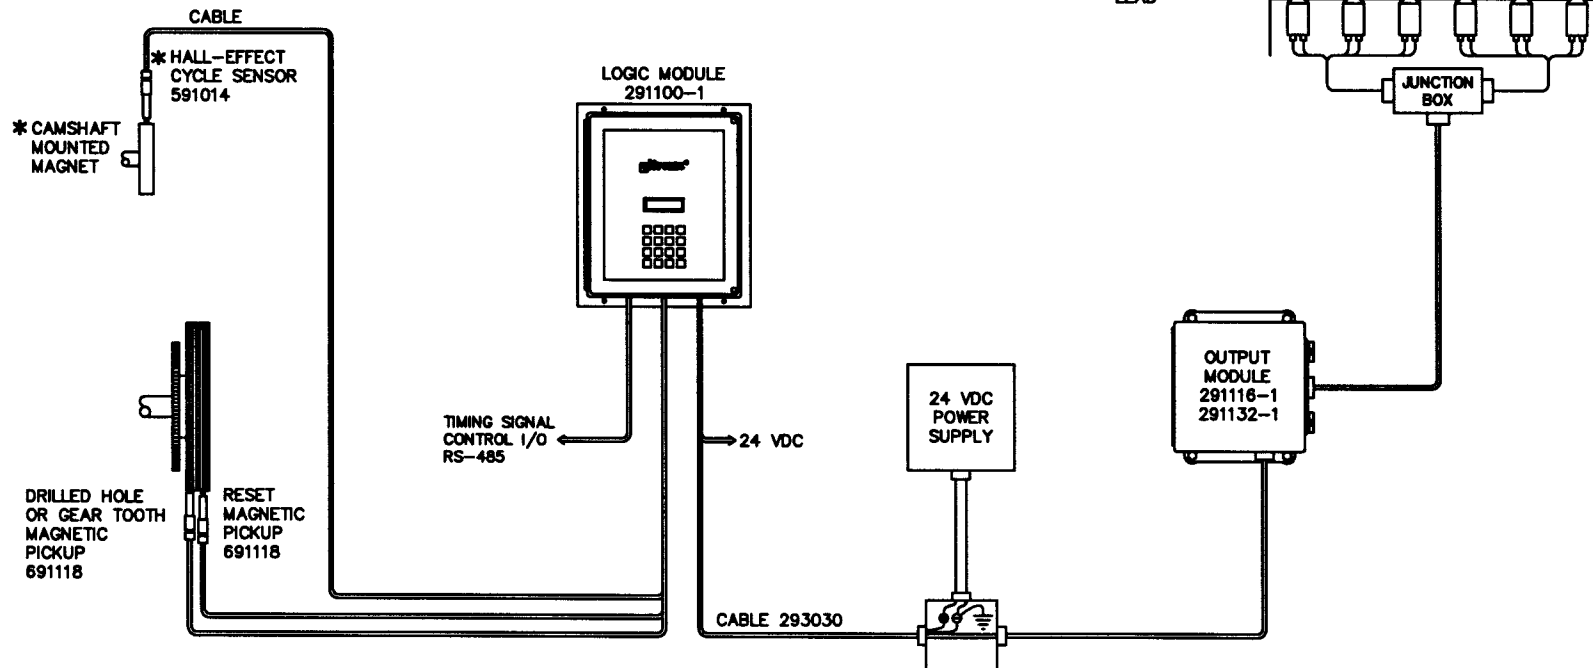 CABLE
* HALL-EFFECT
CYCLE SENSOR
591014
* CAMSHAFT
MOUNTED
MAGNET
LOGIC MODULE
291100-1
JUNCTION
BOX
OUTPUT
MODULE
291116-1
291132-1
24 VDC
POWER
SUPPLY
TIMING SIGNAL
CONTROL I/O
RS-485
24 VDC
DRILLED HOLE
OR GEAR TOOTH
MAGNETIC
PICKUP
691118
RESET
MAGNETIC
PICKUP
691118
CABLE 293030